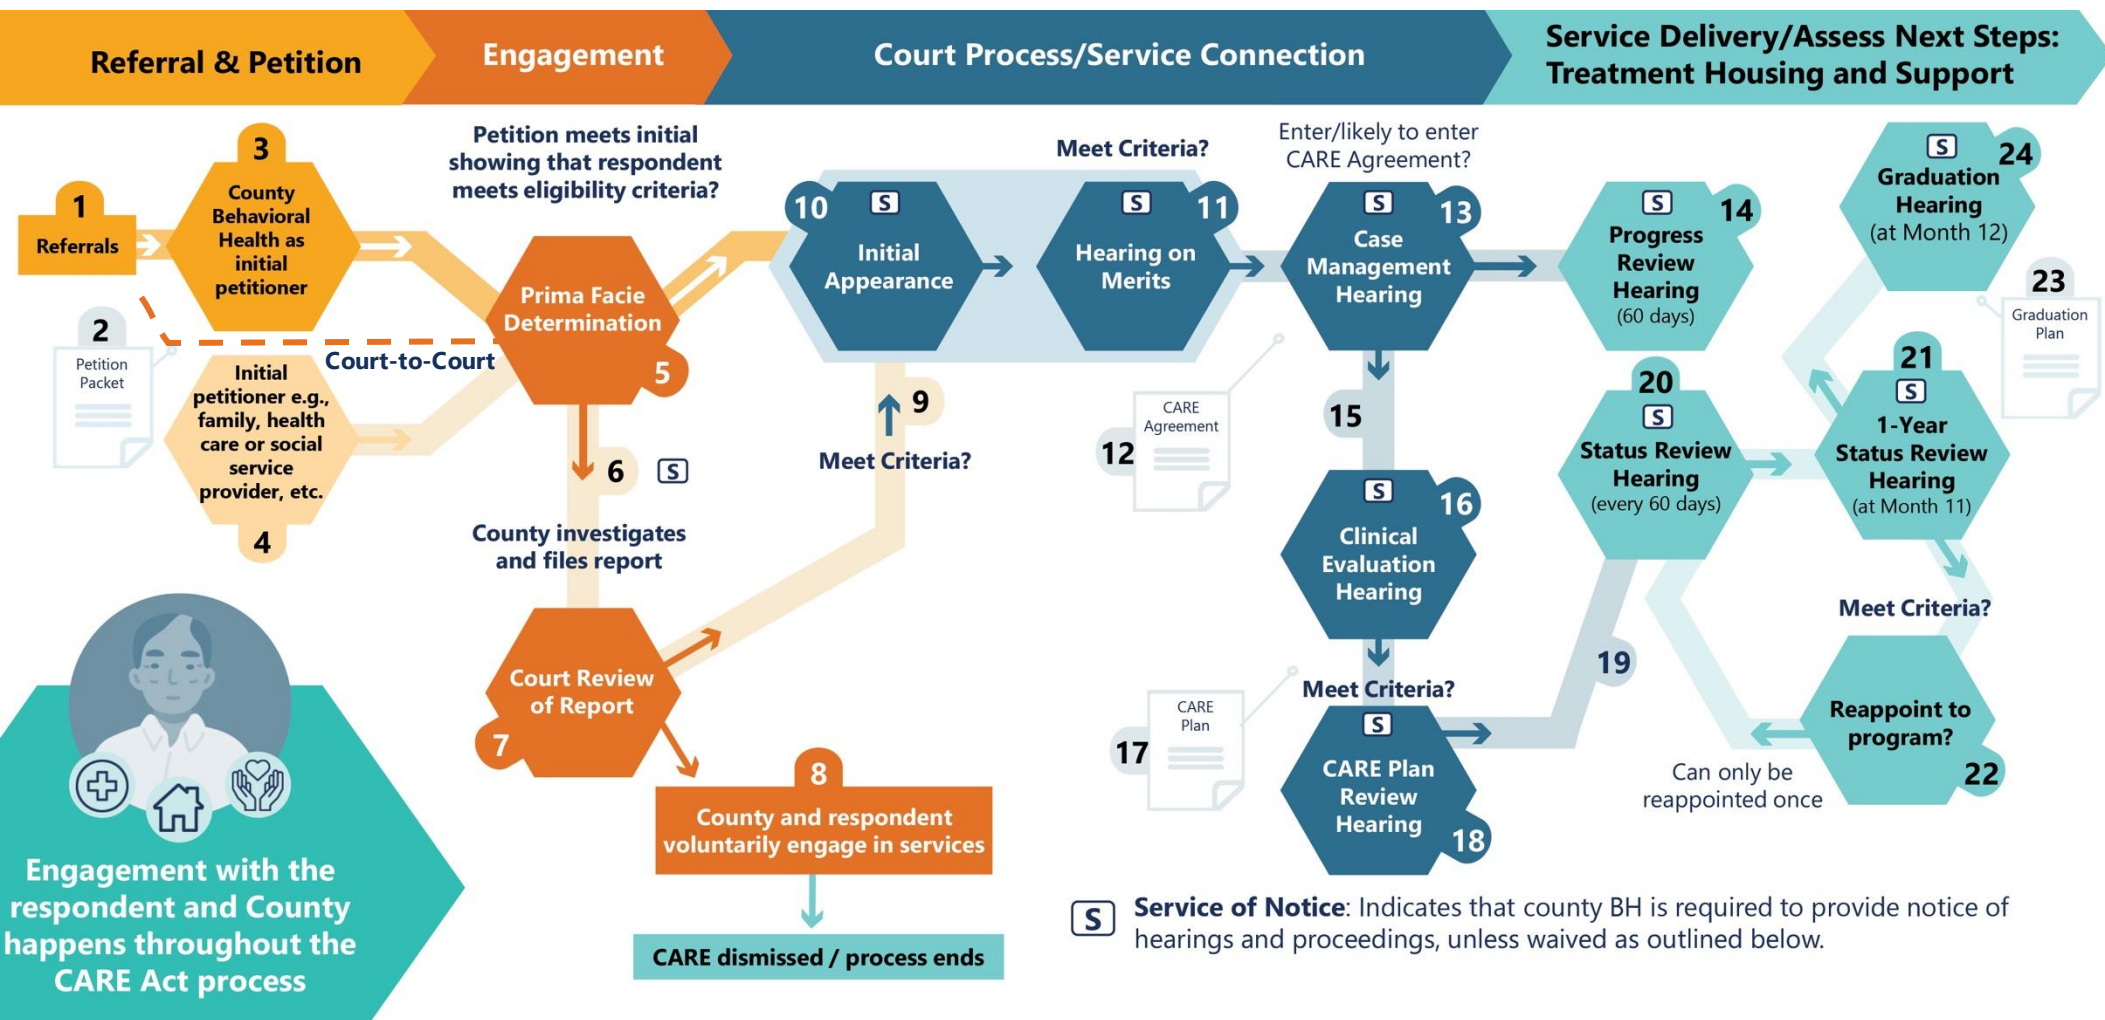 Referral & Petition
Engagement
Court Process/Service Connection
Service Delivery/Assess Next Steps:
Treatment Housing and Support
1
Referrals
2
Petition
Packet
3
County
Behavioral
Health as
initial
petitioner
Court-to-Court
Initial
petitioner e.g.,
family, health
care or social
service
provider, etc.
4
Petition meets initial
showing that respondent
meets eligibility criteria?
Prima Facie
Determination
5
6
S
County investigates
and files report
Court Review
of Report
7
8
County and respondent
voluntarily engage in services
CARE dismissed / process ends
9
Meet Criteria?
10
S
Initial
Appearance
Meet Criteria?
S
11
Hearing on
Merits
12
CARE
Agreement
Enter/likely to enter
CARE Agreement?
S
13
Case
Management
Hearing
S
14
Progress
Review
Hearing
(60 days)
15
S
16
Clinical
Evaluation
Hearing
17
CARE
Plan
Meet Criteria?
S
CARE Plan
Review
Hearing
18
19
20
S
Status Review
Hearing
(every 60 days)
21
S
1-Year
Status Review
Hearing
(at Month 11)
Meet Criteria?
Reappoint to
program?
22
Can only be
reappointed once
23
Graduation
Plan
S
24
Graduation
Hearing
(at Month 12)
Engagement with the
respondent and County
happens throughout the
CARE Act process
S
Service of Notice: Indicates that county BH is required to provide notice of
hearings and proceedings, unless waived as outlined below.